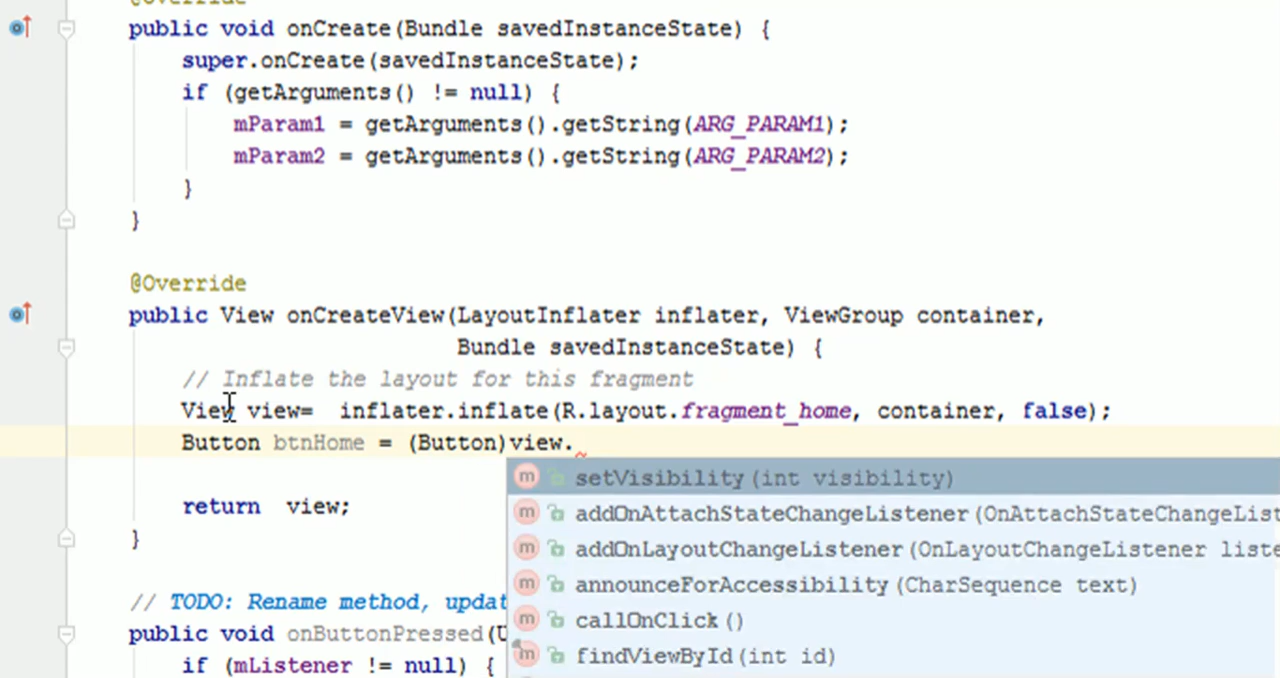 @Override
public void onCreate(Bundle savedInstanceState) {
super.onCreate(savedInstanceState);
if (getArguments() != null) {
mParam1 = getArguments().getString(ARG_PARAM1);
mParam2 = getArguments().getString(ARG_PARAM2);
}
}
@Override
public View onCreateView(LayoutInflater inflater, ViewGroup container,
Bundle savedInstanceState) {
// Inflate the layout for this fragment
View view=  inflater.inflate(R.layout.fragment_home, container, false);
Button btnHome = (Button)view.
m setVisibility(int visibility)
return  view;
m addOnAttachStateChangeListener(OnAttachStateChangeList
m addOnLayoutChangeListener(OnLayoutChangeListener liste
}
m announceForAccessibility(CharSequence text)
// TODO: Rename method, updat
m callOnClick()
public void onButtonPressed(U
m findViewById(int id)
if (mListener != null) {